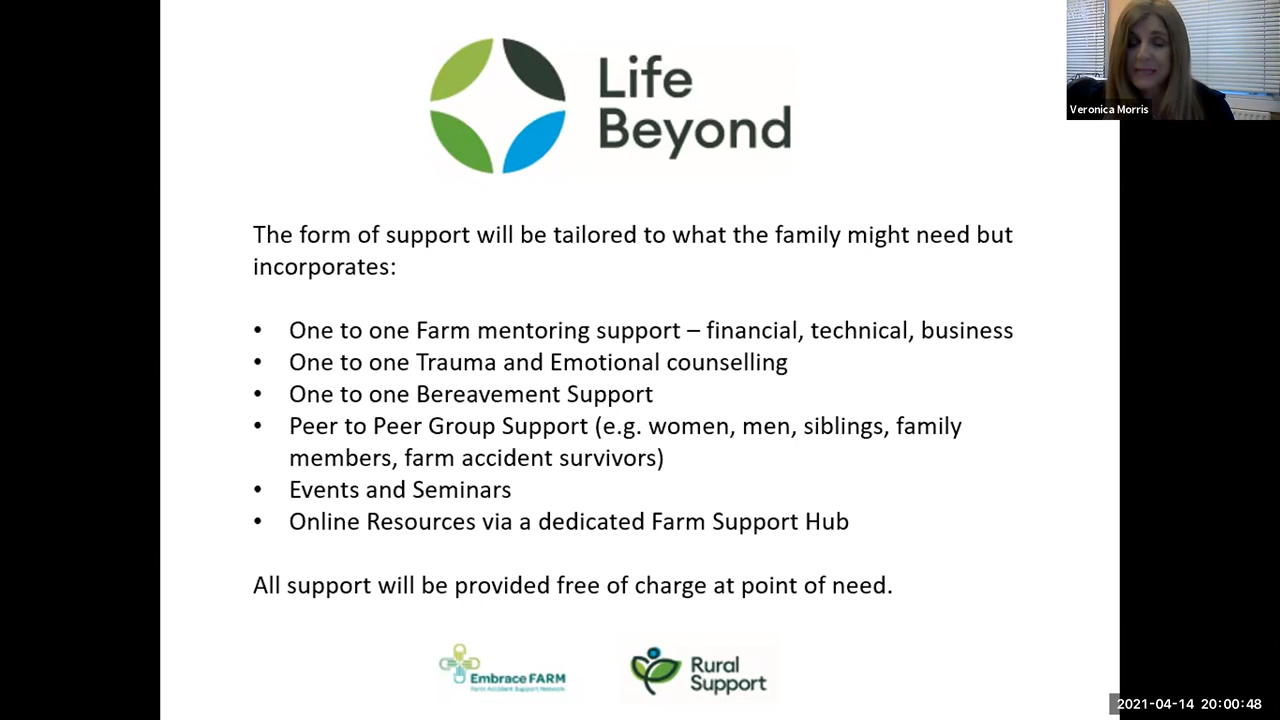 Life
Beyond
Veronica Morris
The form of support will be tailored to what the family might need but
incorporates:
• One to one Farm mentoring support – financial, technical, business
• One to one Trauma and Emotional counselling
• One to one Bereavement Support
• Peer to Peer Group Support (e.g. women, men, siblings, family
members, farm accident survivors)
• Events and Seminars
• Online Resources via a dedicated Farm Support Hub
All support will be provided free of charge at point of need.
Embrace FARM
Farm Accident Support Network
Rural
Support
2021-04-14 20:00:48